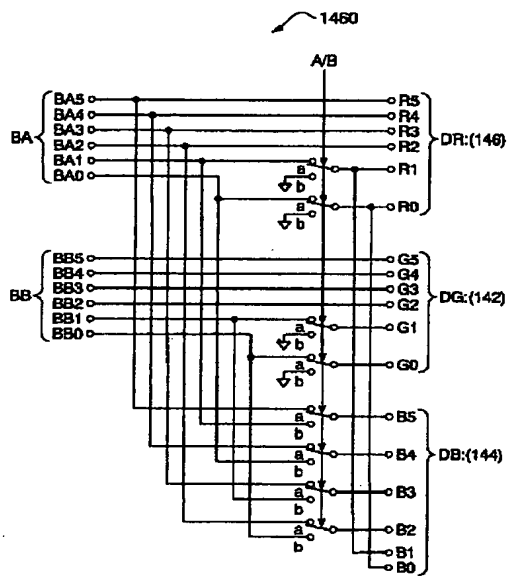 1460
A/B
BA
BA5
BA4
BA3
BA2
BA1
BA0
a
b
a
b
R5
R4
R3
R2
R1
R0
DR:(146)
BB
BB5
BB4
BB3
BB2
BB1
BB0
a
b
a
b
G5
G4
G3
G2
G1
G0
DG:(142)
a
b
a
b
a
b
a
b
B5
B4
B3
B2
B1
B0
DB:(144)